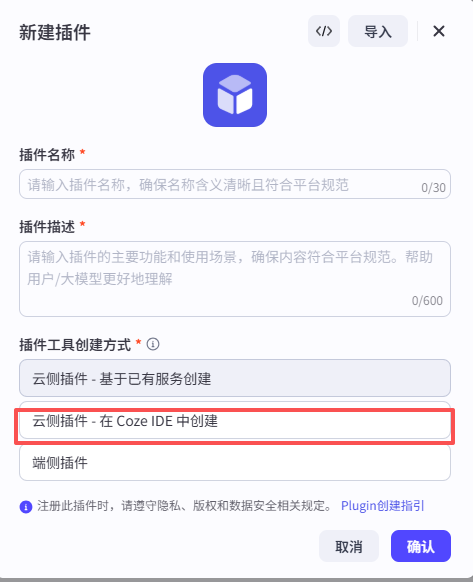 新建插件
</> 导入
插件名称 *
请输入插件名称，确保名称含义清晰且符合平台规范 0/30
插件描述 *
请输入插件的主要功能和使用场景，确保内容符合平台规范。帮助
用户/大模型更好地理解
0/600
插件工具创建方式 *
云侧插件 - 基于已有服务创建
云侧插件 - 在 Coze IDE 中创建
端侧插件
注册此插件时，请遵守隐私、版权和数据安全相关规定。 Plugin创建指引
取消 确认